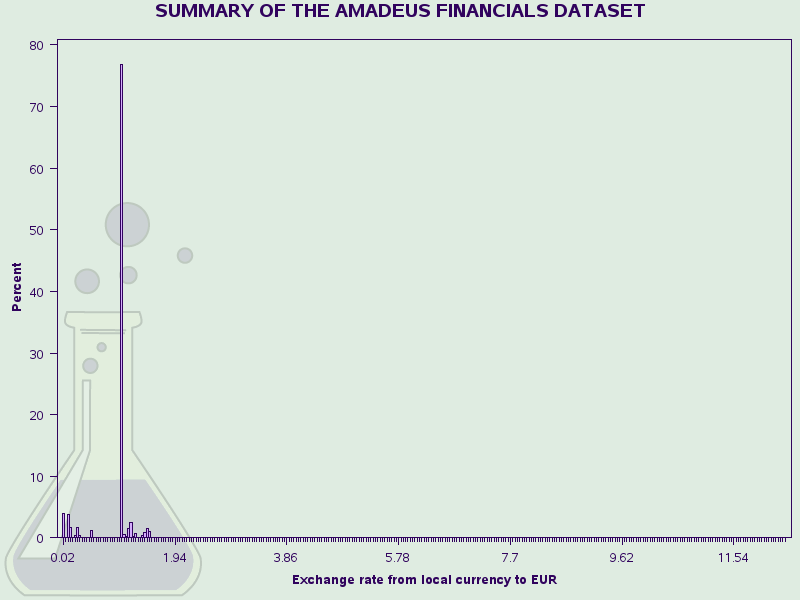 SUMMARY OF THE AMADEUS FINANCIALS DATASET
80
70
60
50
40
30
20
10
0
Percent
0.02 1.94 3.86 5.78 7.7 9.62 11.54
Exchange rate from local currency to EUR